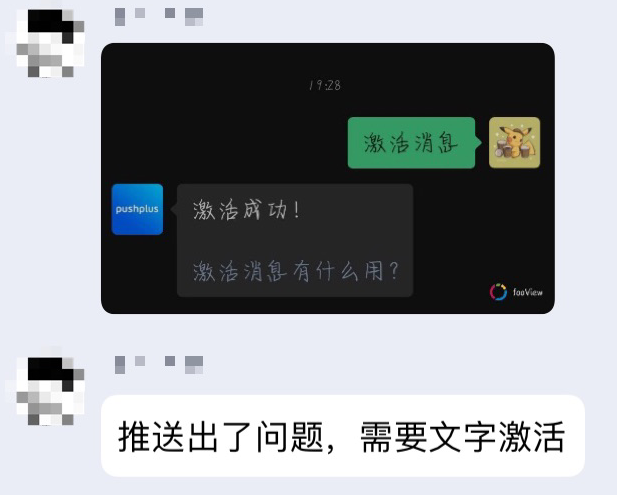 19:28
激活消息
pushplus
激活成功！
激活消息有什么用？
fooView
推送出了问题，需要文字激活